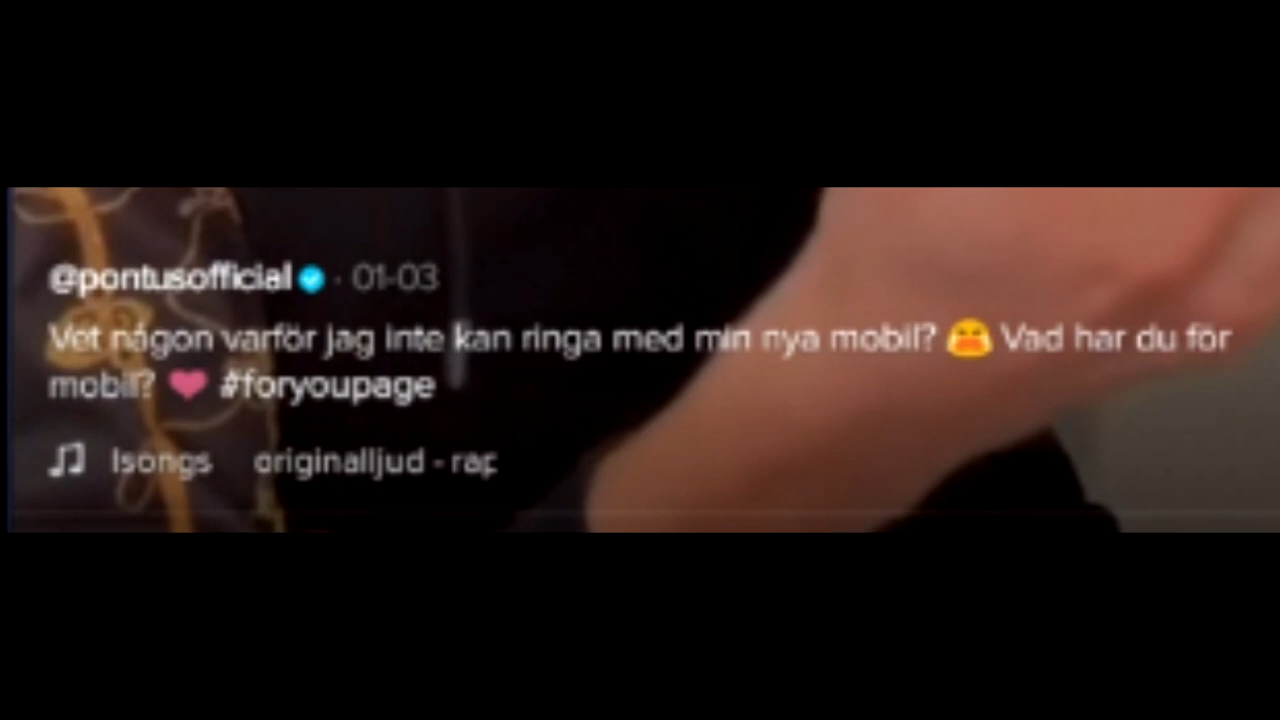 @pontusofficial · 01-03
Vet någon varför jag inte kan ringa med min nya mobil? 😫 Vad har du för
mobil? ❤️ #foryoupage
originalljud - rap